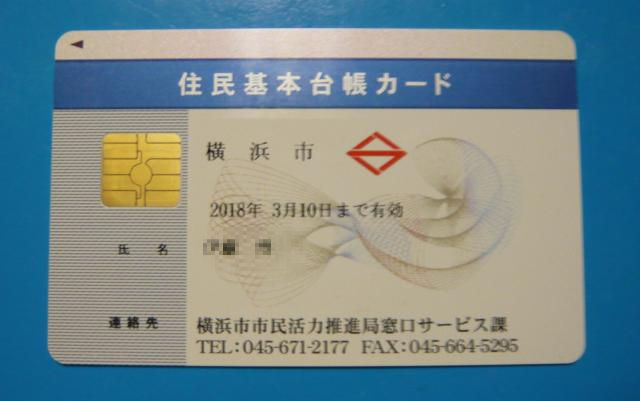 住民基本台帳カード
横浜市
2018年 3月10日まで有効
氏名
連絡先
横浜市市民活力推進局窓口サービス課
TEL:045-671-2177 FAX:045-664-5295